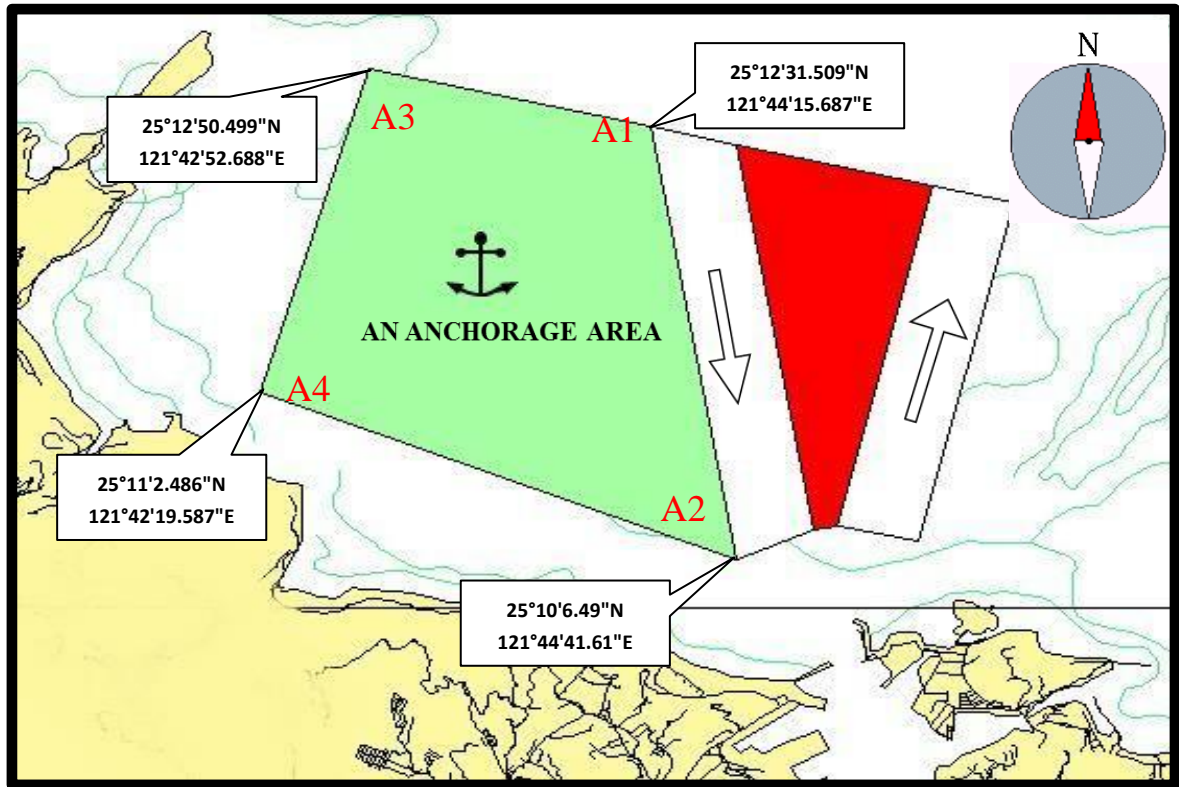 N
25°12'31.509"N
121°44'15.687"E
25°12'50.499"N
121°42'52.688"E
A3
A1
AN ANCHORAGE AREA
A4
25°11'2.486"N
121°42'19.587"E
A2
25°10'6.49"N
121°44'41.61"E